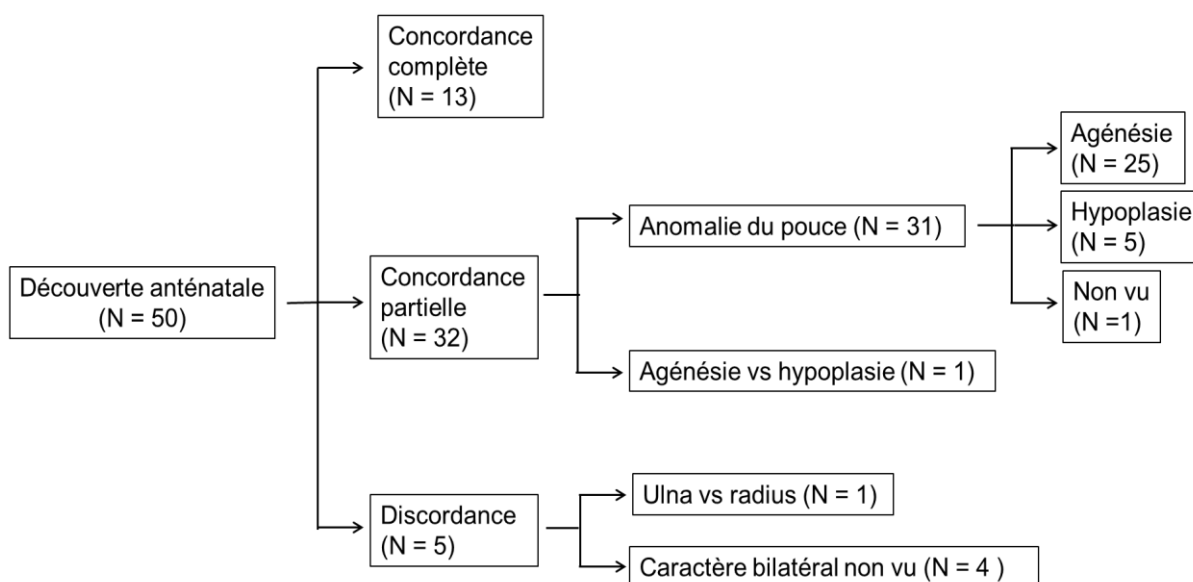 Concordance
complète
(N = 13)
Agénésie
(N = 25)
Anomalie du pouce (N = 31)
Hypoplasie
(N = 5)
Découverte anténatale
(N = 50)
Concordance
partielle
(N = 32)
Non vu
(N =1)
Agénésie vs hypoplasie (N = 1)
Ulna vs radius (N = 1)
Discordance
(N = 5)
Caractère bilatéral non vu (N = 4 )